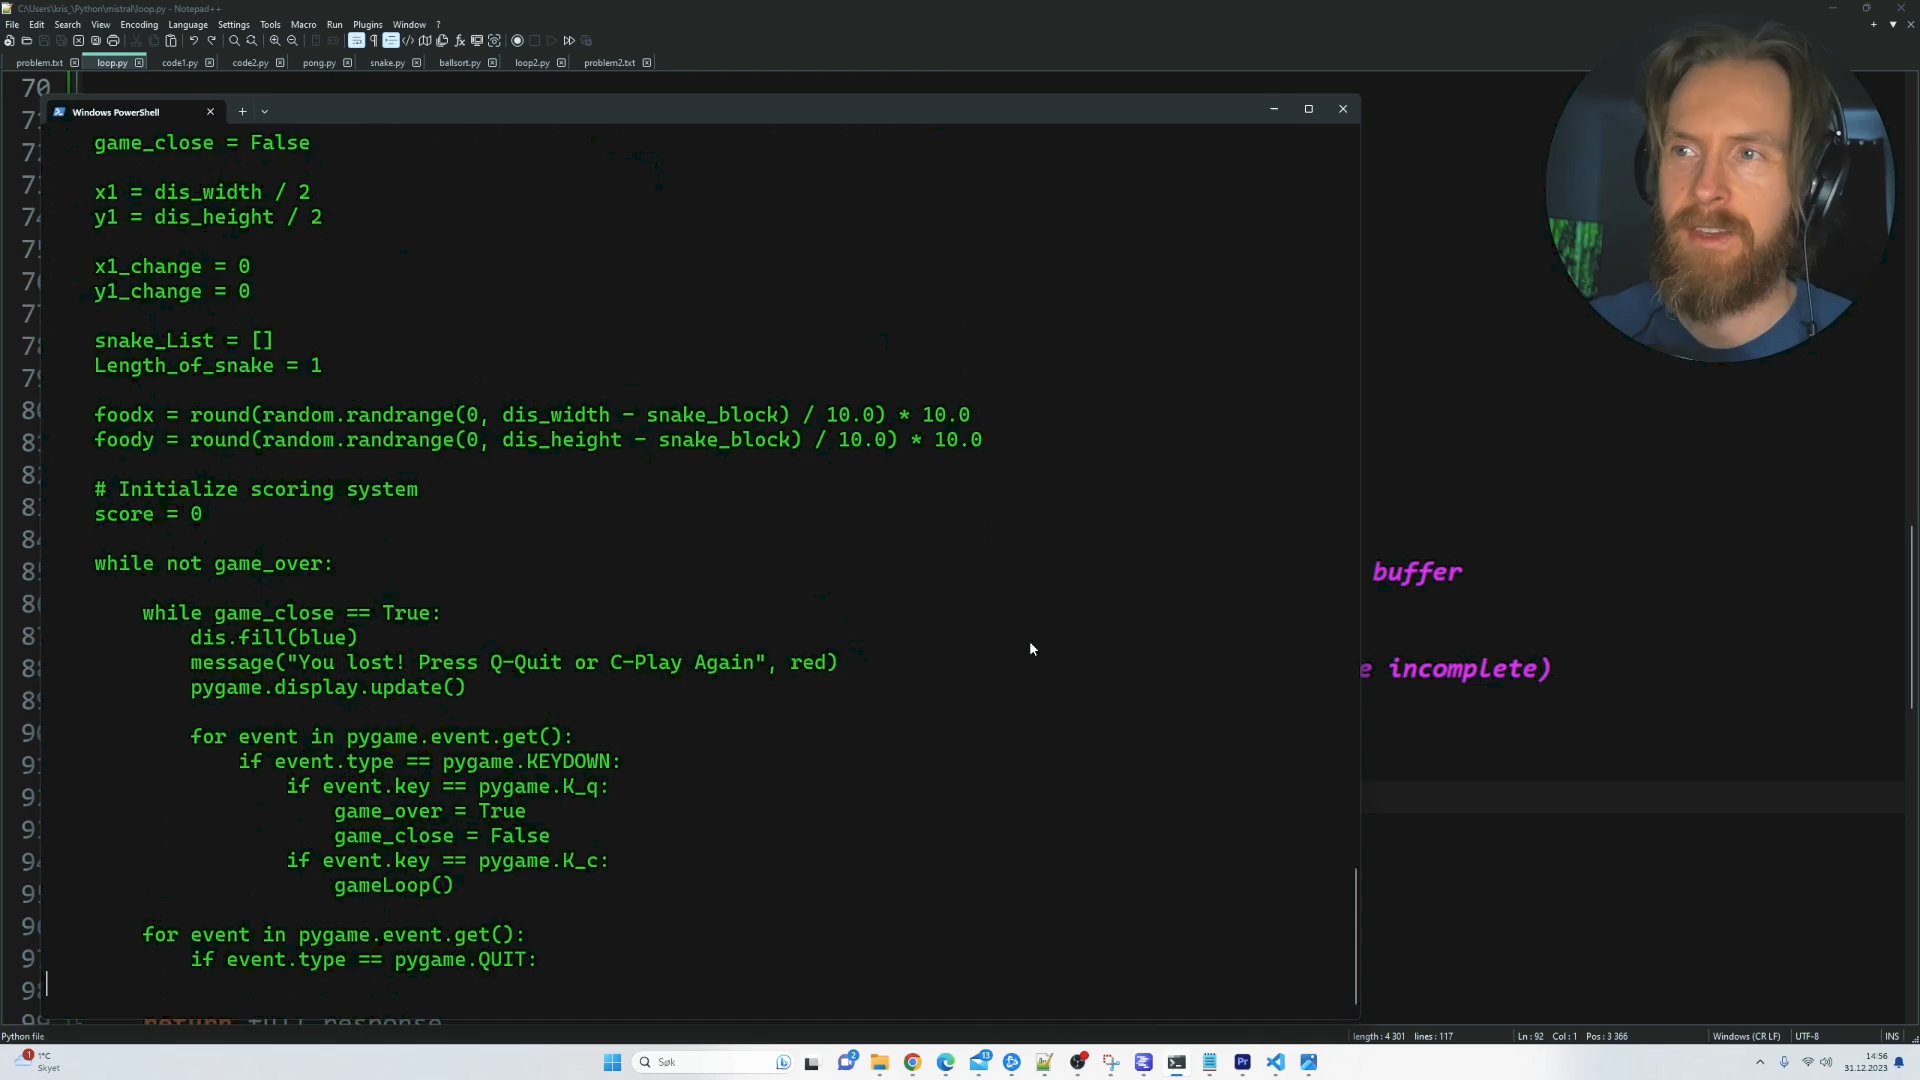 C:\Users\kris_\Python\mistral\loop.py - Notepad++
File Edit Search View Encoding Language Settings Tools Macro Run Plugins Window ?
problem.txt loop.py code1.py code2.py pong.py snake.py ballsort.py loop2.py problem2.txt
70
Windows PowerShell
game_close = False
x1 = dis_width / 2
y1 = dis_height / 2
x1_change = 0
y1_change = 0
snake_List = []
Length_of_snake = 1
foodx = round(random.randrange(0, dis_width - snake_block) / 10.0) * 10.0
foody = round(random.randrange(0, dis_height - snake_block) / 10.0) * 10.0
# Initialize scoring system
score = 0
while not game_over:
buffer
while game_close == True:
dis.fill(blue)
message("You lost! Press Q-Quit or C-Play Again", red)
e incomplete)
pygame.display.update()
for event in pygame.event.get():
if event.type == pygame.KEYDOWN:
if event.key == pygame.K_q:
game_over = True
game_close = False
if event.key == pygame.K_c:
gameLoop()
for event in pygame.event.get():
if event.type == pygame.QUIT:
return full_response
Python file length: 4 301 lines: 117 Ln: 92 Col: 1 Pos: 3 366 Windows (CR LF) UTF-8 INS
1°C
Skyet
Søk
14:56
31.12.2023